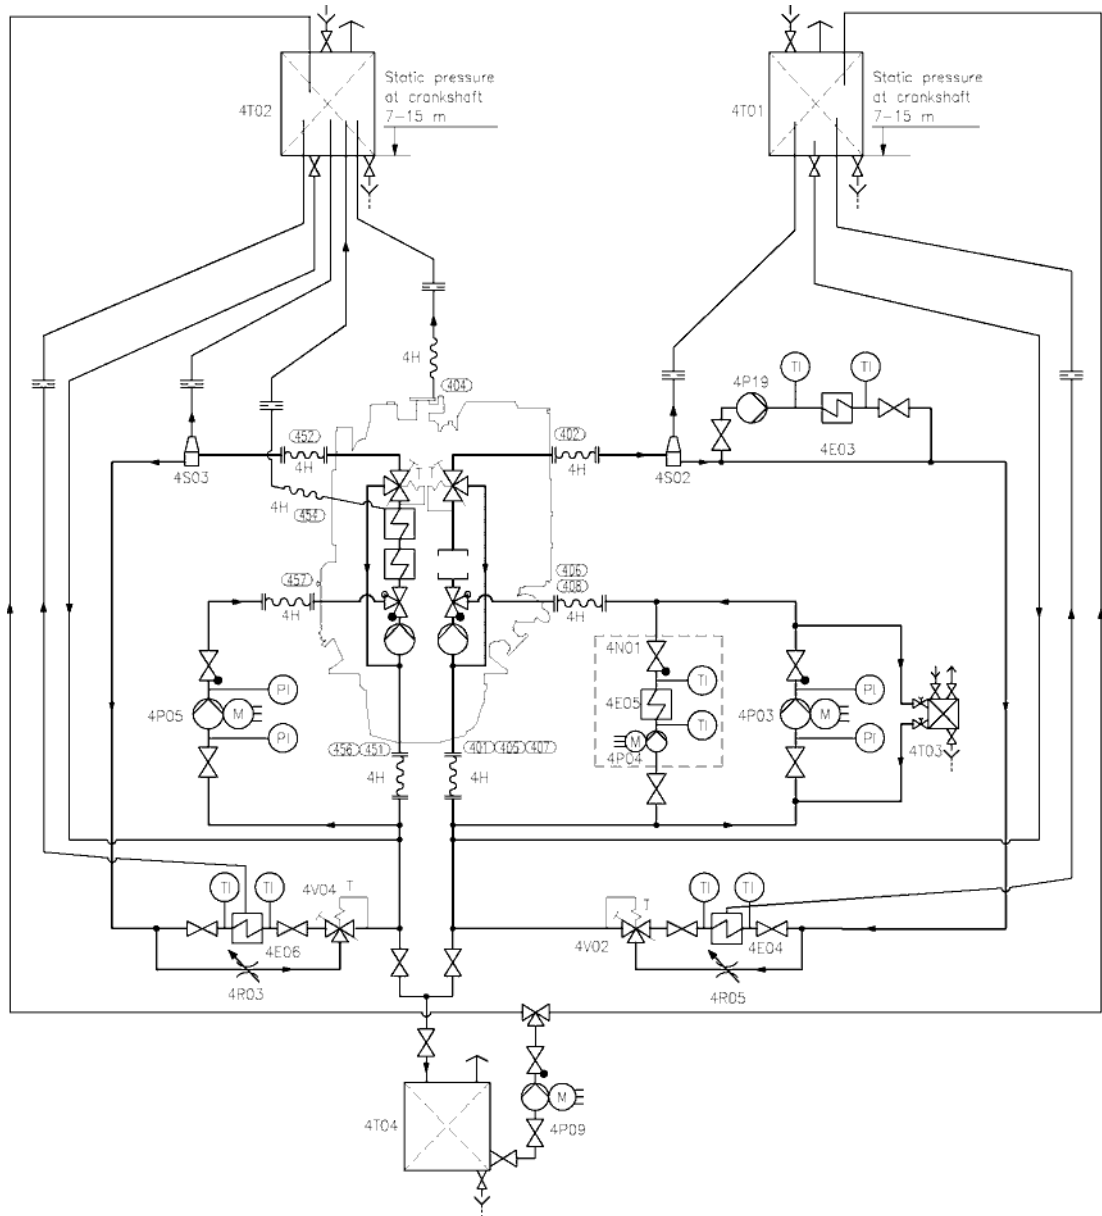 Static pressure
at crankshaft
7-15 m
4T02
Static pressure
at crankshaft
7-15 m
4T01
4H
404
4P19
TI
TI
4E03
452
4H
4S03
402
4H
4S02
T
T
4H
454
457
4H
406
408
4H
4N01
TI
4E05
TI
M
4P04
PI
4P05
M
PI
PI
4P03
M
PI
4T03
456
451
4H
401
405
407
4H
TI
TI
4V04
T
4E06
4R03
TI
TI
T
4V02
4E04
4R05
4T04
M
4P09